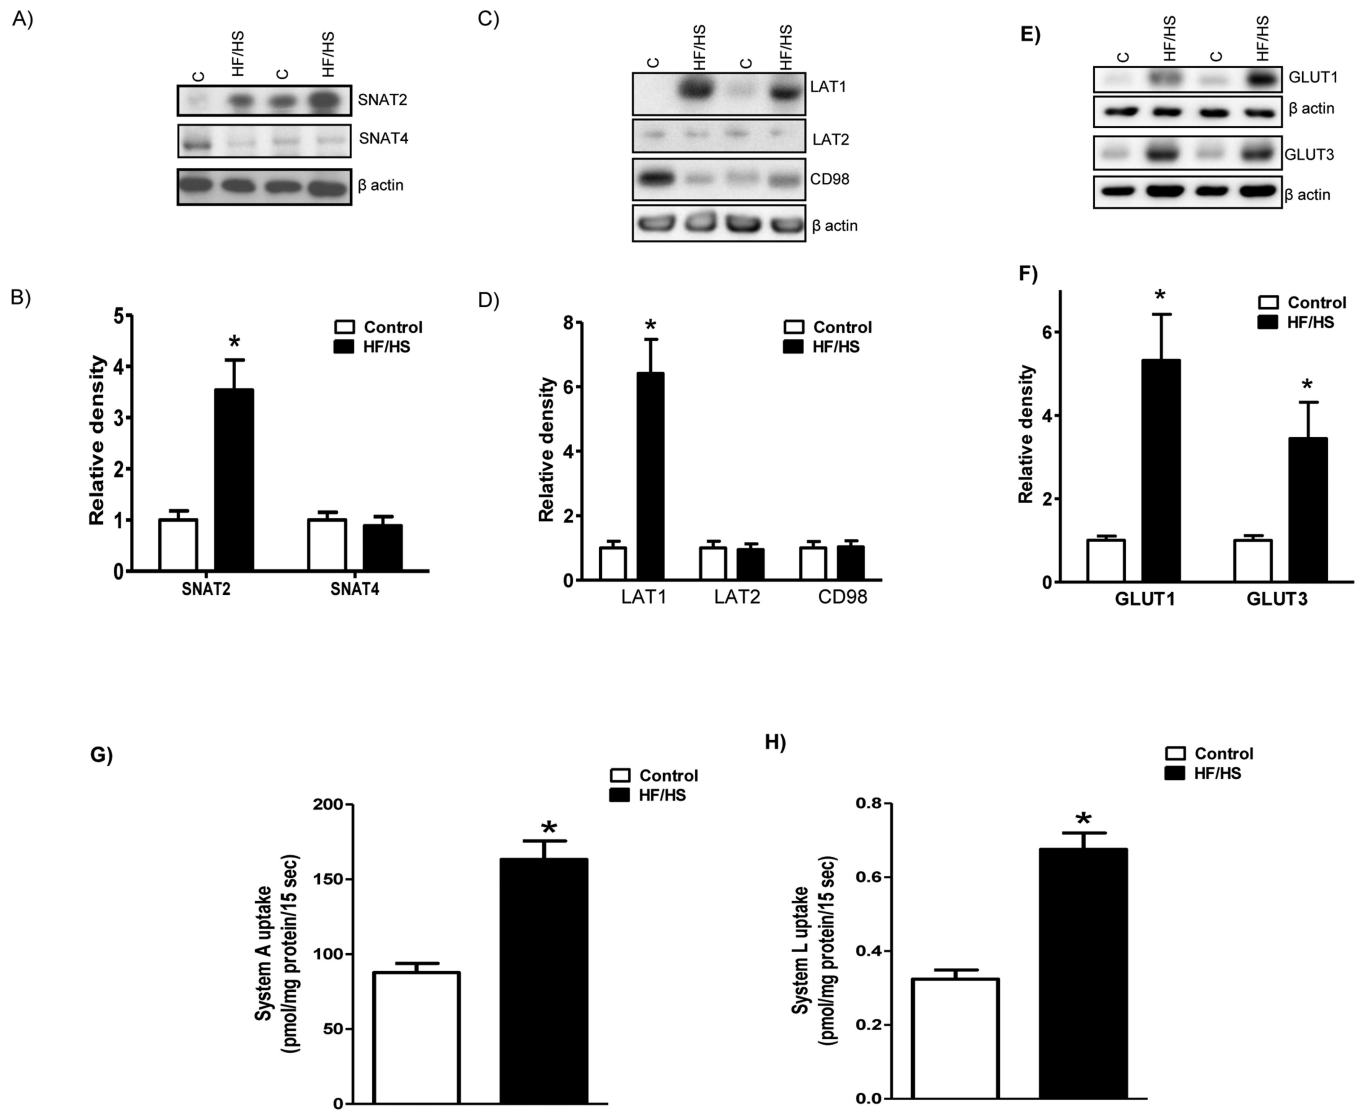 A)
C
HF/HS
C
HF/HS
SNAT2
SNAT4
β actin
C)
C
HF/HS
C
HF/HS
LAT1
LAT2
CD98
β actin
E)
C
HF/HS
C
HF/HS
GLUT1
β actin
GLUT3
β actin
B)
Relative density
5
4
3
2
1
0
*
Control
HF/HS
SNAT2
SNAT4
D)
Relative density
8
6
4
2
0
*
Control
HF/HS
LAT1
LAT2
CD98
F)
Relative density
6
4
2
0
*
*
Control
HF/HS
GLUT1
GLUT3
G)
System A uptake
(pmol/mg protein/15 sec)
200
150
100
50
0
*
Control
HF/HS
H)
System L uptake
(pmol/mg protein/15 sec)
0.8
0.6
0.4
0.2
0.0
*
Control
HF/HS